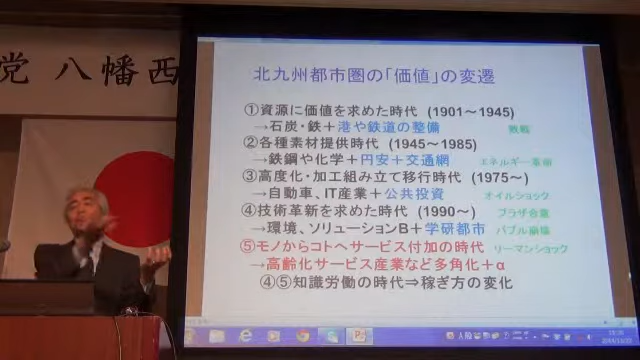 党 八幡西
北九州都市圏の「価値」の変遷
①資源に価値を求めた時代 (1901～1945)
→石炭・鉄＋港や鉄道の整備 敗戦
②各種素材提供時代 (1945～1985)
→鉄鋼や化学＋円安＋交通網 エネルギー革命
③高度化・加工組み立て移行時代 (1975～)
→自動車、IT産業＋公共投資 オイルショック
④技術革新を求めた時代 (1990～) プラザ合意
→環境、ソリューションB＋学研都市 バブル崩壊
⑤モノからコトへサービス付加の時代 リーマンショック
→高齢化サービス産業など多角化＋α
④⑤知識労働の時代⇒稼ぎ方の変化